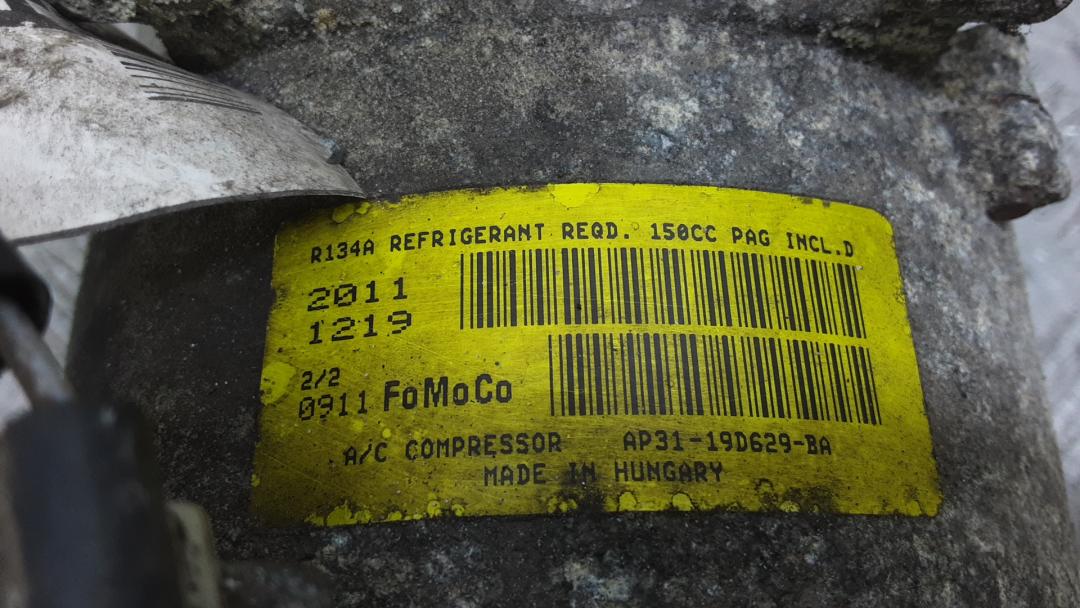 R134A REFRIGERANT REQD. 150CC PAG INCL.D
2011
1219
2/2
0911 FoMoCo
A/C COMPRESSOR AP31-19D629-BA
MADE IN HUNGARY